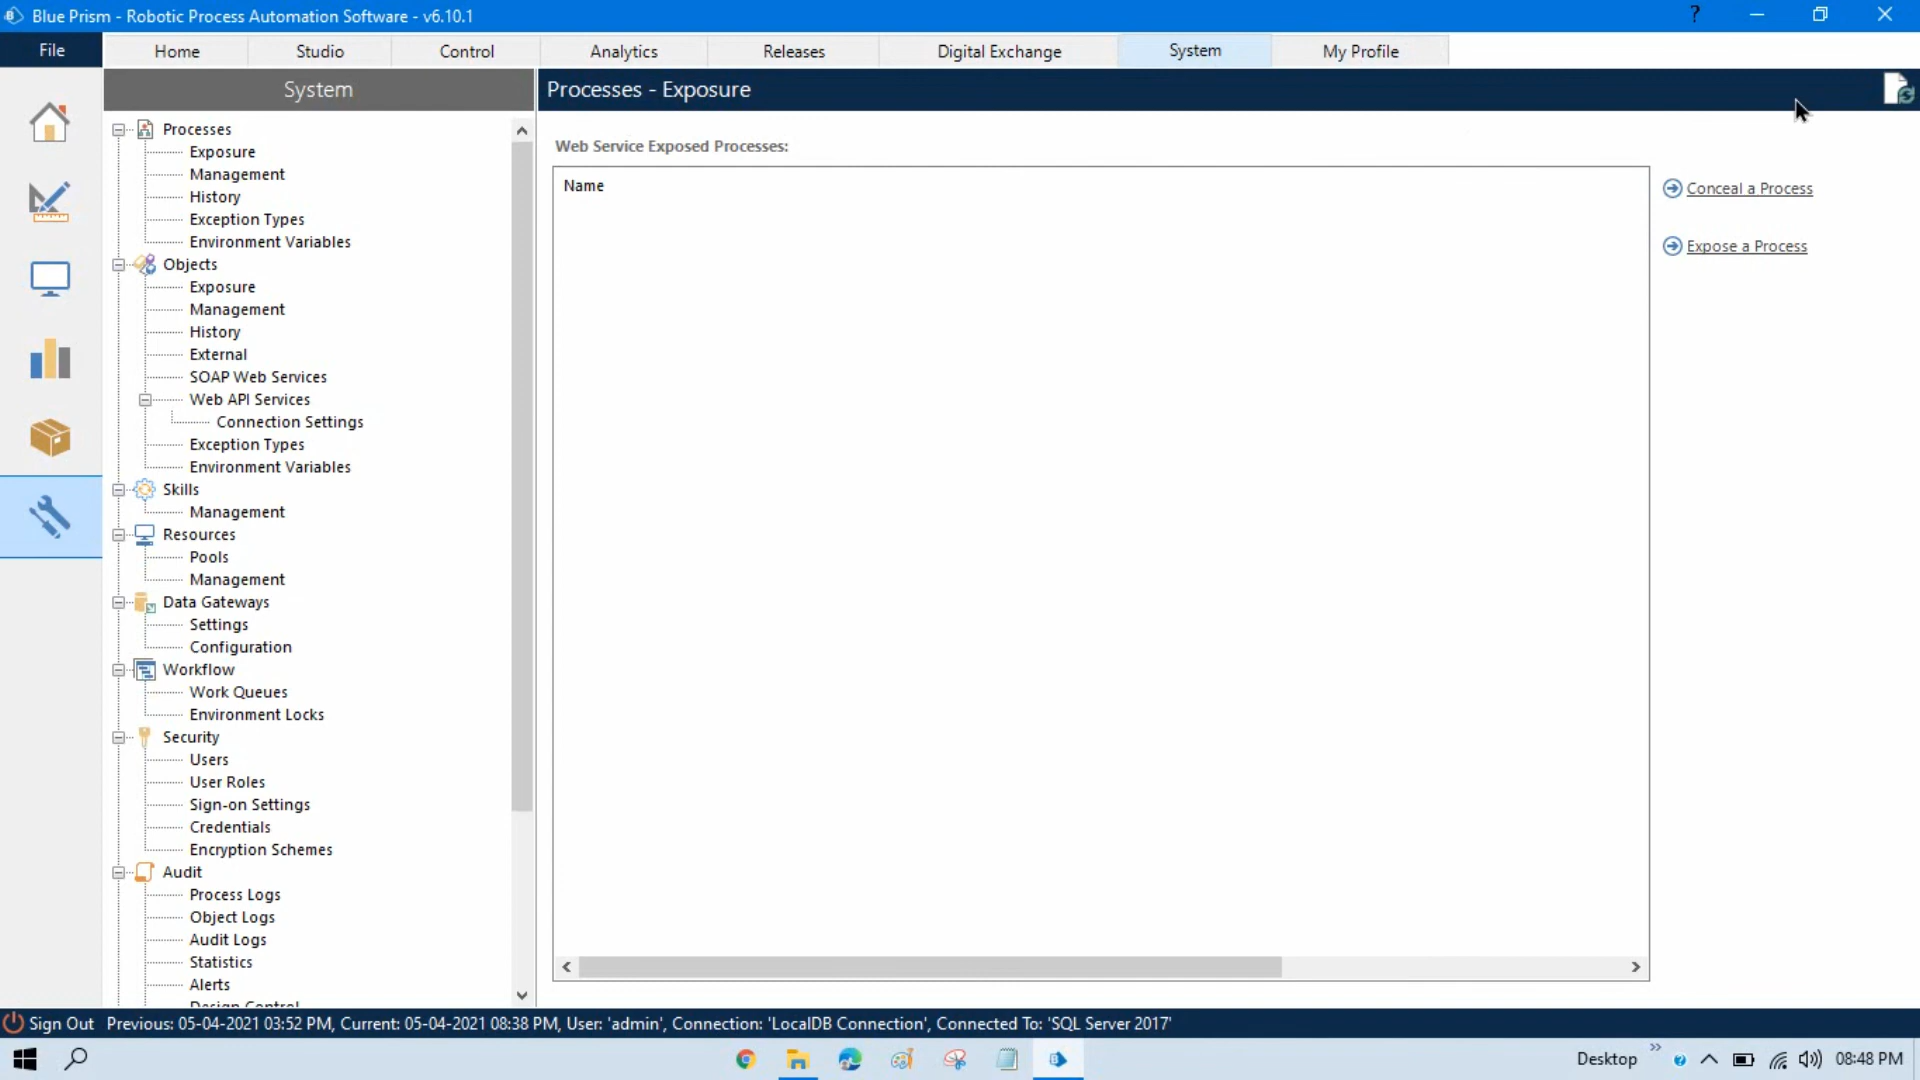 Blue Prism - Robotic Process Automation Software - v6.10.1
?
File
Home
Studio
Control
Analytics
Releases
Digital Exchange
System
My Profile
System
Processes - Exposure
Processes
Exposure
Management
History
Exception Types
Environment Variables
Objects
Exposure
Management
History
External
SOAP Web Services
Web API Services
Connection Settings
Exception Types
Environment Variables
Skills
Management
Resources
Pools
Management
Data Gateways
Settings
Configuration
Workflow
Work Queues
Environment Locks
Security
Users
User Roles
Sign-on Settings
Credentials
Encryption Schemes
Audit
Process Logs
Object Logs
Audit Logs
Statistics
Alerts
Design Control
Web Service Exposed Processes:
Name
Conceal a Process
Expose a Process
Sign Out Previous: 05-04-2021 03:52 PM, Current: 05-04-2021 08:38 PM, User: 'admin', Connection: 'LocalDB Connection', Connected To: 'SQL Server 2017'
Desktop
08:48 PM